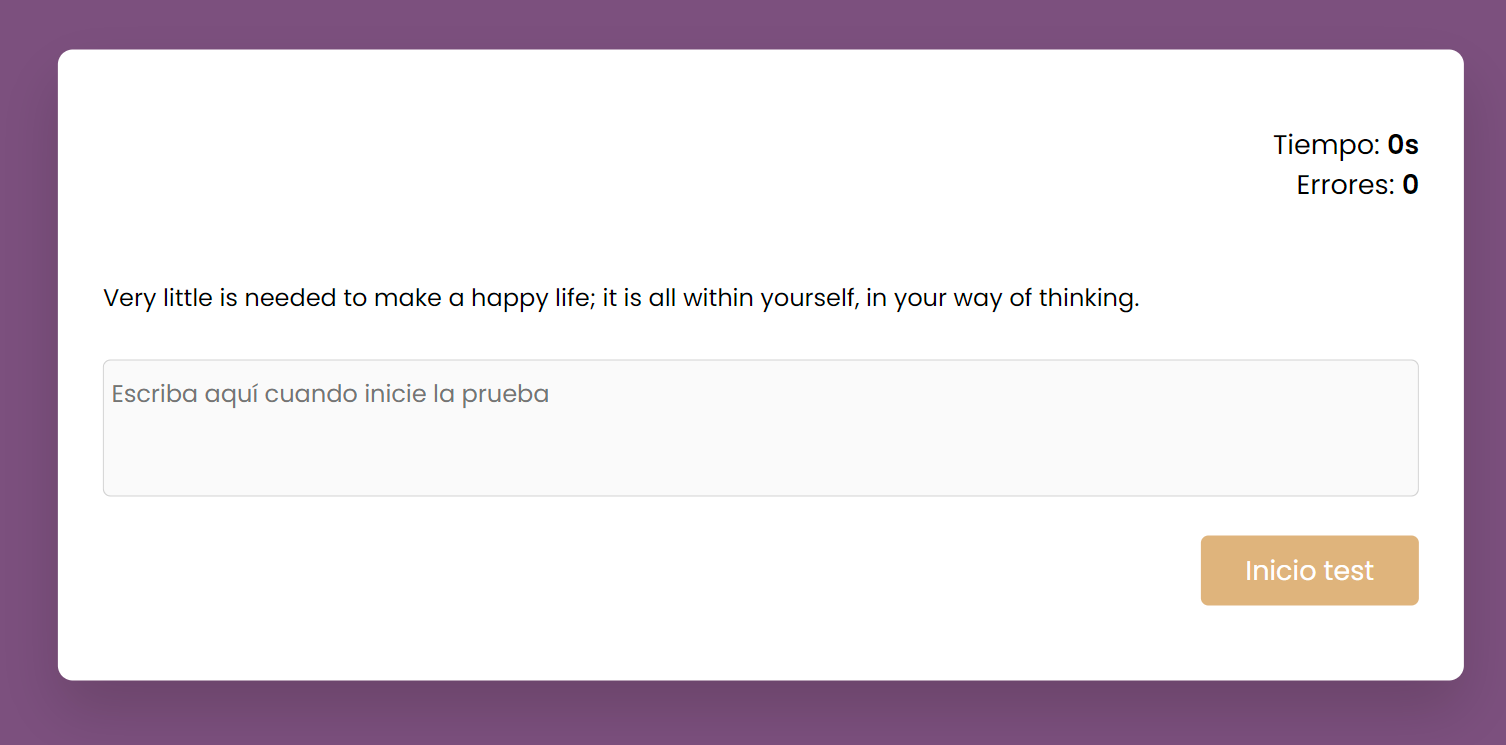 Tiempo: 0s
Errores: 0
Very little is needed to make a happy life; it is all within yourself, in your way of thinking.
Escriba aquí cuando inicie la prueba
Inicio test